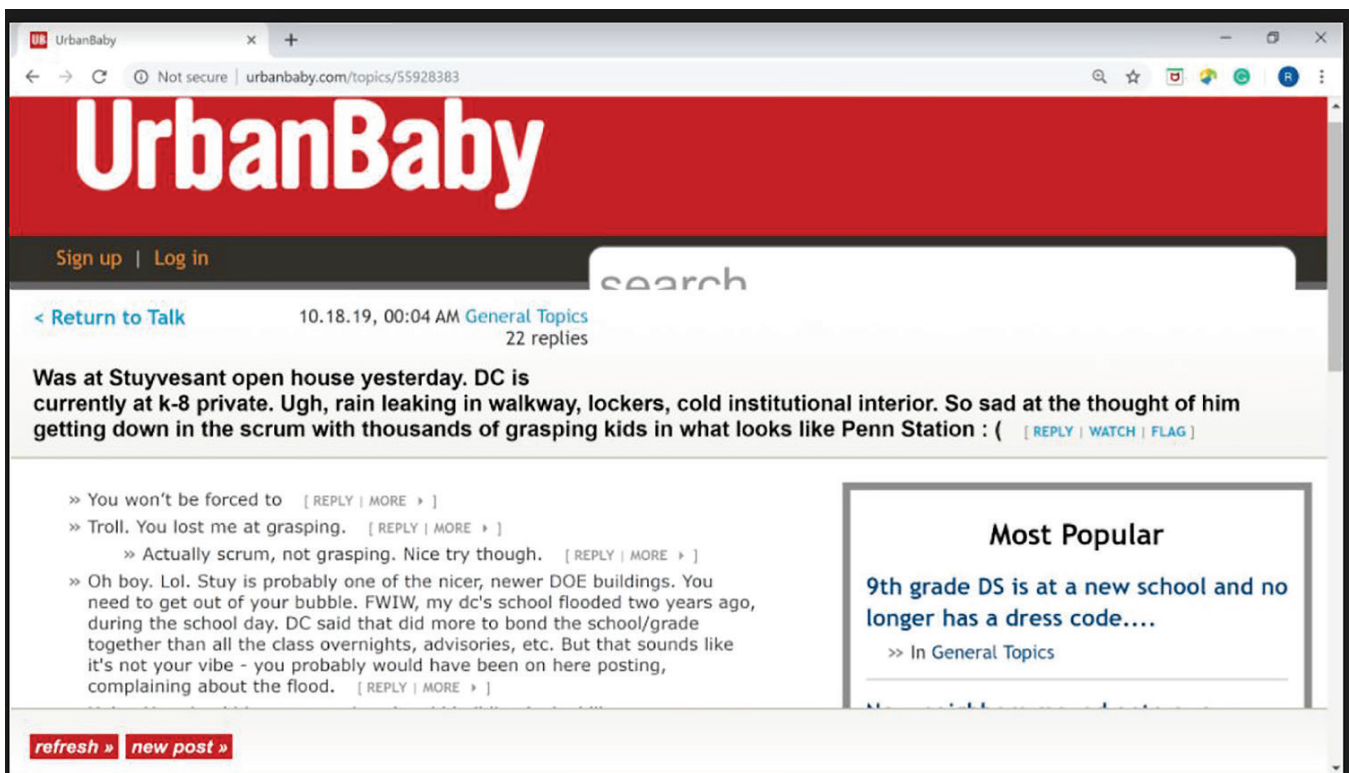 UB UrbanBaby
Not secure | urbanbaby.com/topics/55928383
R
UrbanBaby
Sign up | Log in
search
< Return to Talk
10.18.19, 00:04 AM General Topics
22 replies
Was at Stuyvesant open house yesterday. DC is
currently at k-8 private. Ugh, rain leaking in walkway, lockers, cold institutional interior. So sad at the thought of him
getting down in the scrum with thousands of grasping kids in what looks like Penn Station : ( [ REPLY | WATCH | FLAG ]
» You won't be forced to [ REPLY | MORE ▸ ]
» Troll. You lost me at grasping. [ REPLY | MORE ▸ ]
» Actually scrum, not grasping. Nice try though. [ REPLY | MORE ▸ ]
» Oh boy. Lol. Stuy is probably one of the nicer, newer DOE buildings. You
need to get out of your bubble. FWIW, my dc's school flooded two years ago,
during the school day. DC said that did more to bond the school/grade
together than all the class overnights, advisories, etc. But that sounds like
it's not your vibe - you probably would have been on here posting,
complaining about the flood. [ REPLY | MORE ▸ ]
Most Popular
9th grade DS is at a new school and no
longer has a dress code....
» In General Topics
refresh » new post »